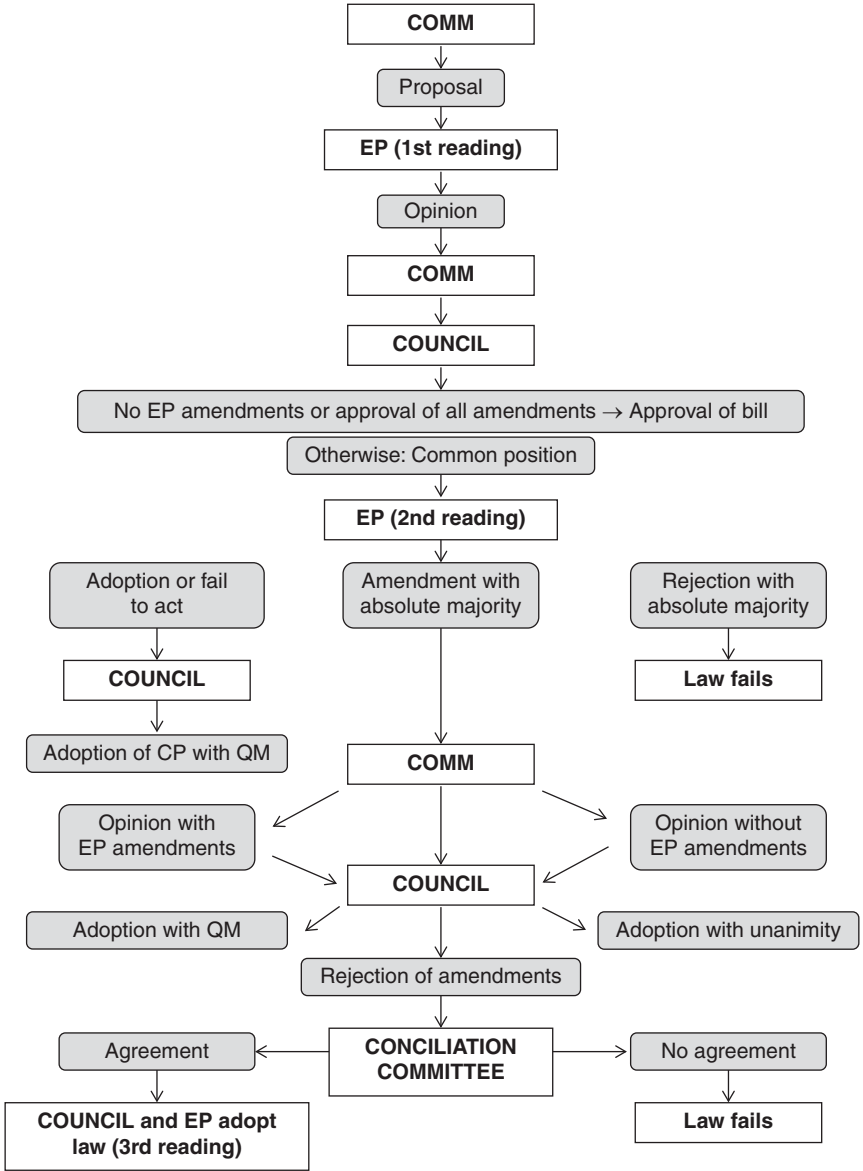 COMM
Proposal
EP (1st reading)
Opinion
COMM
COUNCIL
No EP amendments or approval of all amendments → Approval of bill
Otherwise: Common position
EP (2nd reading)
Adoption or fail
to act
Amendment with
absolute majority
Rejection with
absolute majority
COUNCIL
Law fails
Adoption of CP with QM
COMM
Opinion with
EP amendments
Opinion without
EP amendments
COUNCIL
Adoption with QM
Adoption with unanimity
Rejection of amendments
Agreement
CONCILIATION
COMMITTEE
No agreement
COUNCIL and EP adopt
law (3rd reading)
Law fails